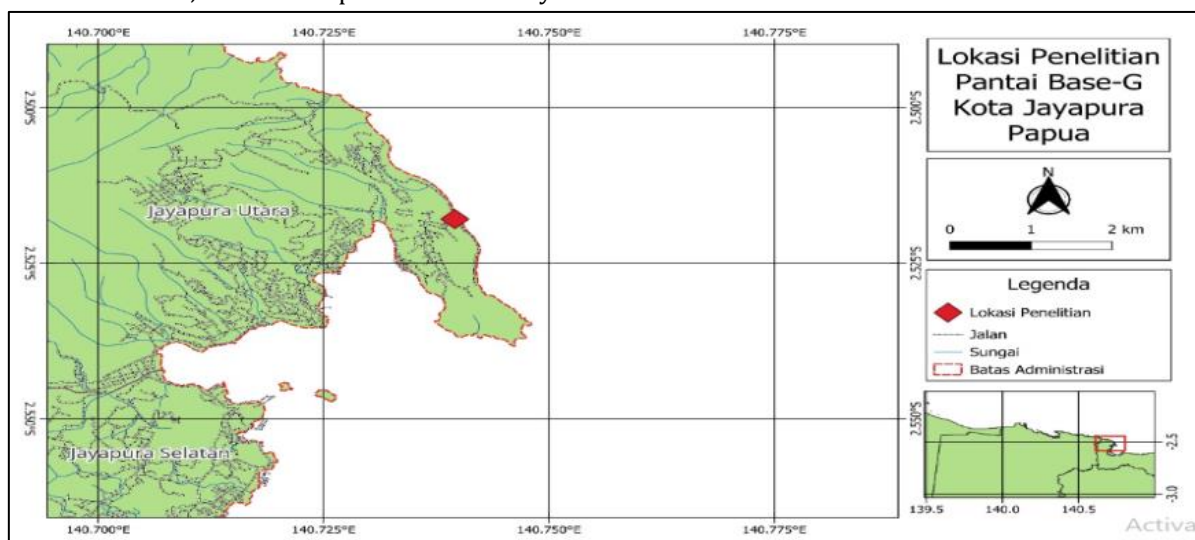 140.700°E 140.725°E 140.750°E 140.775°E
2.500°S 2.500°S
2.525°S 2.525°S
2.550°S 2.550°S
Jayapura Utara
Jayapura Selatan
140.700°E 140.725°E 140.750°E 140.775°E
Lokasi Penelitian
Pantai Base-G
Kota Jayapura
Papua
N
0 1 2 km
Legenda
Lokasi Penelitian
Jalan
Sungai
Batas Administrasi
-2.5
-3.0
139.5 140.0 140.5
Activa